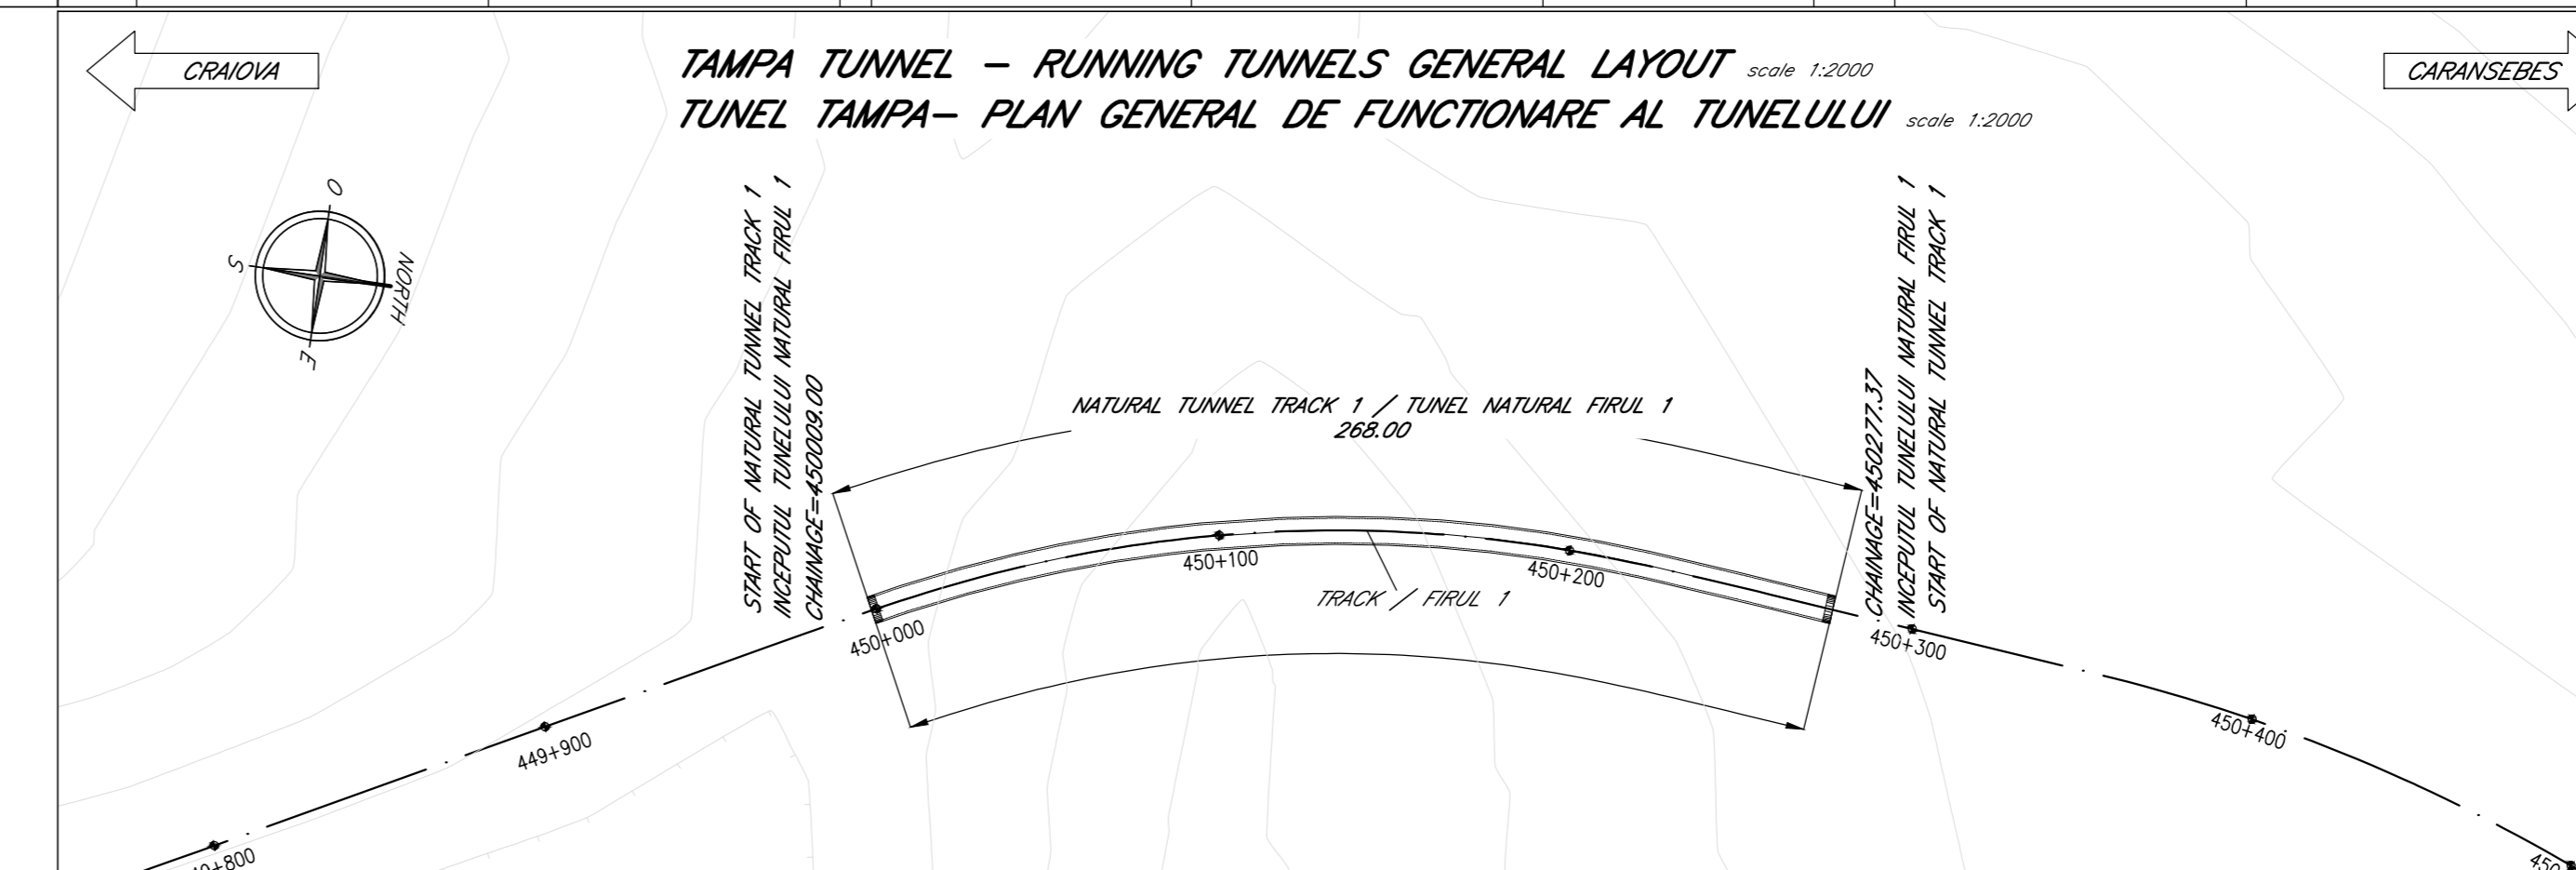 CRAIOVA
TAMPA TUNNEL – RUNNING TUNNELS GENERAL LAYOUT scale 1:2000
CARANSEBES
TUNEL TAMPA– PLAN GENERAL DE FUNCTIONARE AL TUNELULUI scale 1:2000
O
S
NORTH
E
START OF NATURAL TUNNEL TRACK 1
INCEPUTUL TUNELULUI NATURAL FIRUL 1
CHAINAGE=450009.00
NATURAL TUNNEL TRACK 1 / TUNEL NATURAL FIRUL 1
268.00
CHAINAGE=450277.37
INCEPUTUL TUNELULUI NATURAL FIRUL 1
START OF NATURAL TUNNEL TRACK 1
450+100
450+200
TRACK / FIRUL 1
450+000
450+300
449+900
450+400